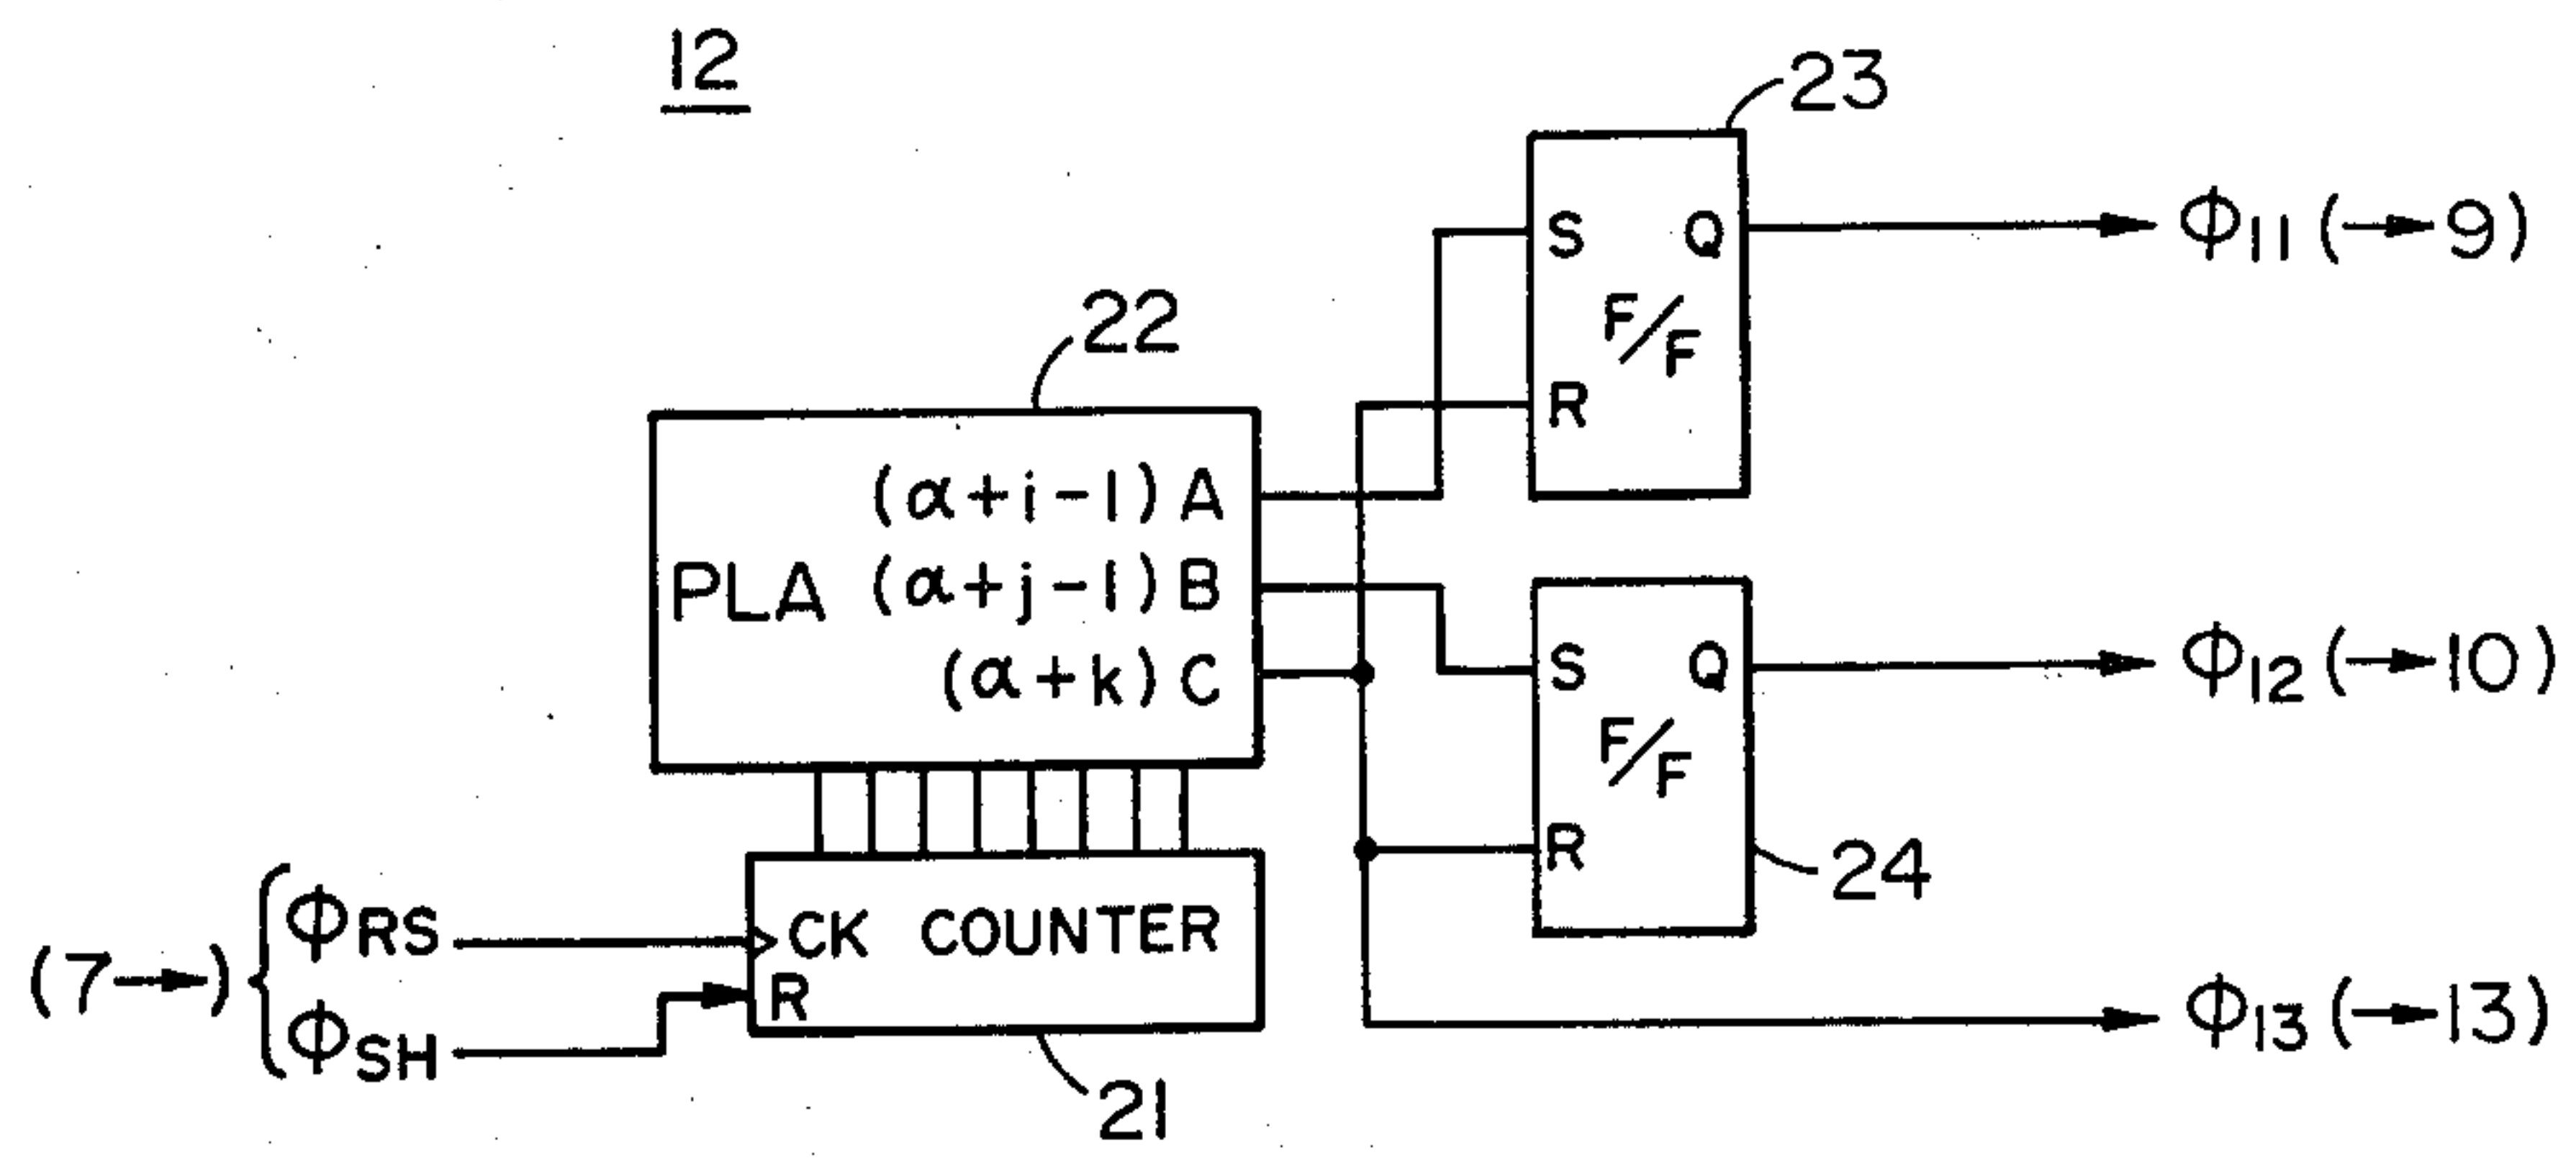 12
23
S Q
F/F
R
ϕ11 (→9)
22
PLA
(α+i-1) A
(α+j-1) B
(α+k) C
S Q
F/F
R
24
ϕ12 (→10)
(7→)
ϕRS
ϕSH
CK COUNTER
R
21
ϕ13 (→13)